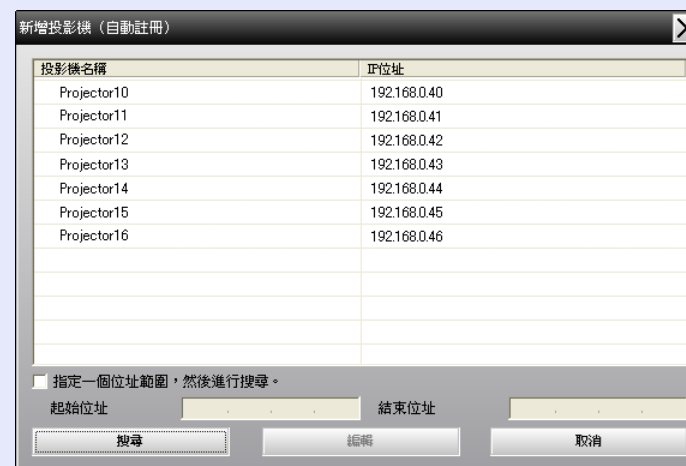 新增投影機（自動註冊）
投影機名稱 IP位址
Projector10 192.168.0.40
Projector11 192.168.0.41
Projector12 192.168.0.42
Projector13 192.168.0.43
Projector14 192.168.0.44
Projector15 192.168.0.45
Projector16 192.168.0.46
指定一個位址範圍，然後進行搜尋。
起始位址 . . . 結束位址 . . .
搜尋 編輯 取消